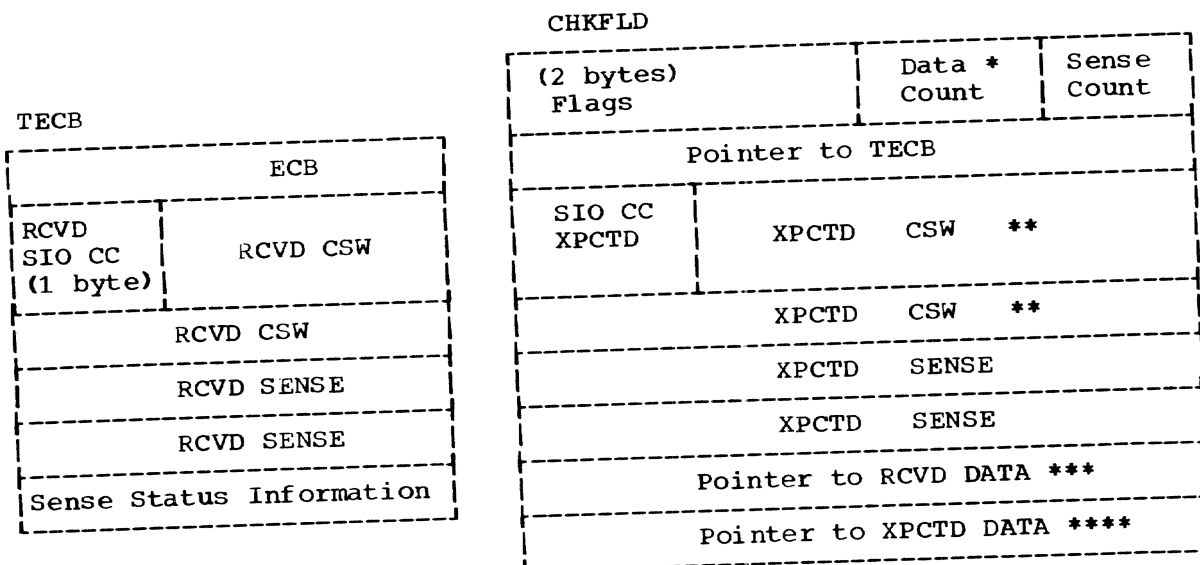 TECB
ECB
RCVD
SIO CC
(1 byte)
RCVD CSW
RCVD CSW
RCVD SENSE
RCVD SENSE
Sense Status Information
CHKFLD
(2 bytes)
Flags
Data *
Count
Sense
Count
Pointer to TECB
SIO CC
XPCTD
XPCTD CSW **
XPCTD CSW **
XPCTD SENSE
XPCTD SENSE
Pointer to RCVD DATA ***
Pointer to XPCTD DATA ****